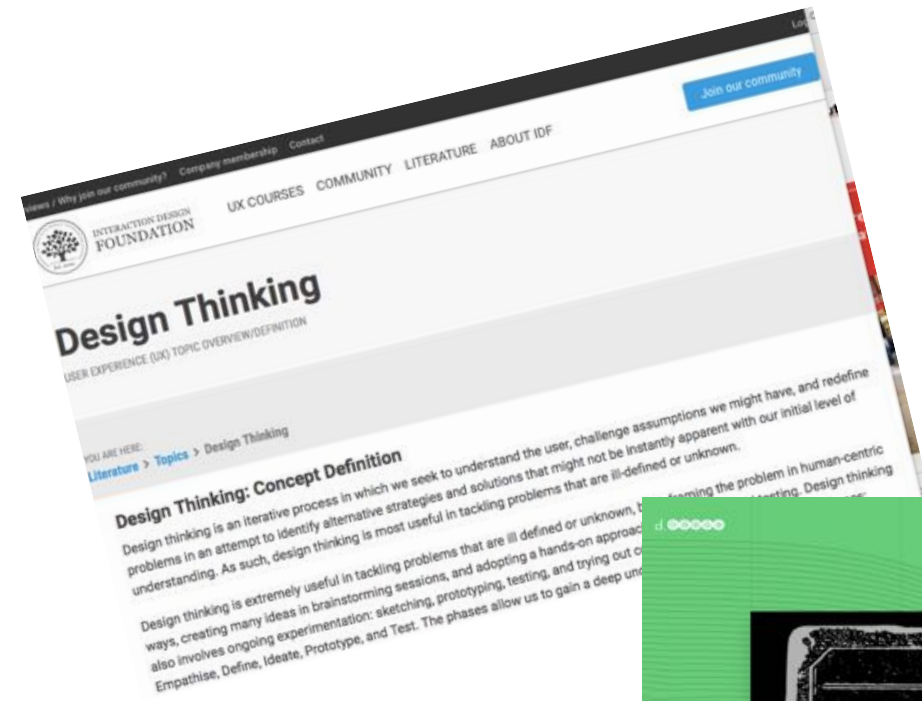 Log
views / Why join our community? Company membership Contact
Join our community
INTERACTION DESIGN
FOUNDATION
UX COURSES COMMUNITY LITERATURE ABOUT IDF
Design Thinking
USER EXPERIENCE (UX) TOPIC OVERVIEW/DEFINITION
YOU ARE HERE:
Literature > Topics > Design Thinking
Design Thinking: Concept Definition
Design thinking is an iterative process in which we seek to understand the user, challenge assumptions we might have, and redefine
problems in an attempt to identify alternative strategies and solutions that might not be instantly apparent with our initial level of
understanding. As such, design thinking is most useful in tackling problems that are ill-defined or unknown.
Design thinking is extremely useful in tackling problems that are ill defined or unknown, framing the problem in human-centric
ways, creating many ideas in brainstorming sessions, and adopting a hands-on approac testing. Design thinking
also involves ongoing experimentation: sketching, prototyping, testing, and trying out c
Empathise, Define, Ideate, Prototype, and Test. The phases allow us to gain a deep un
d.